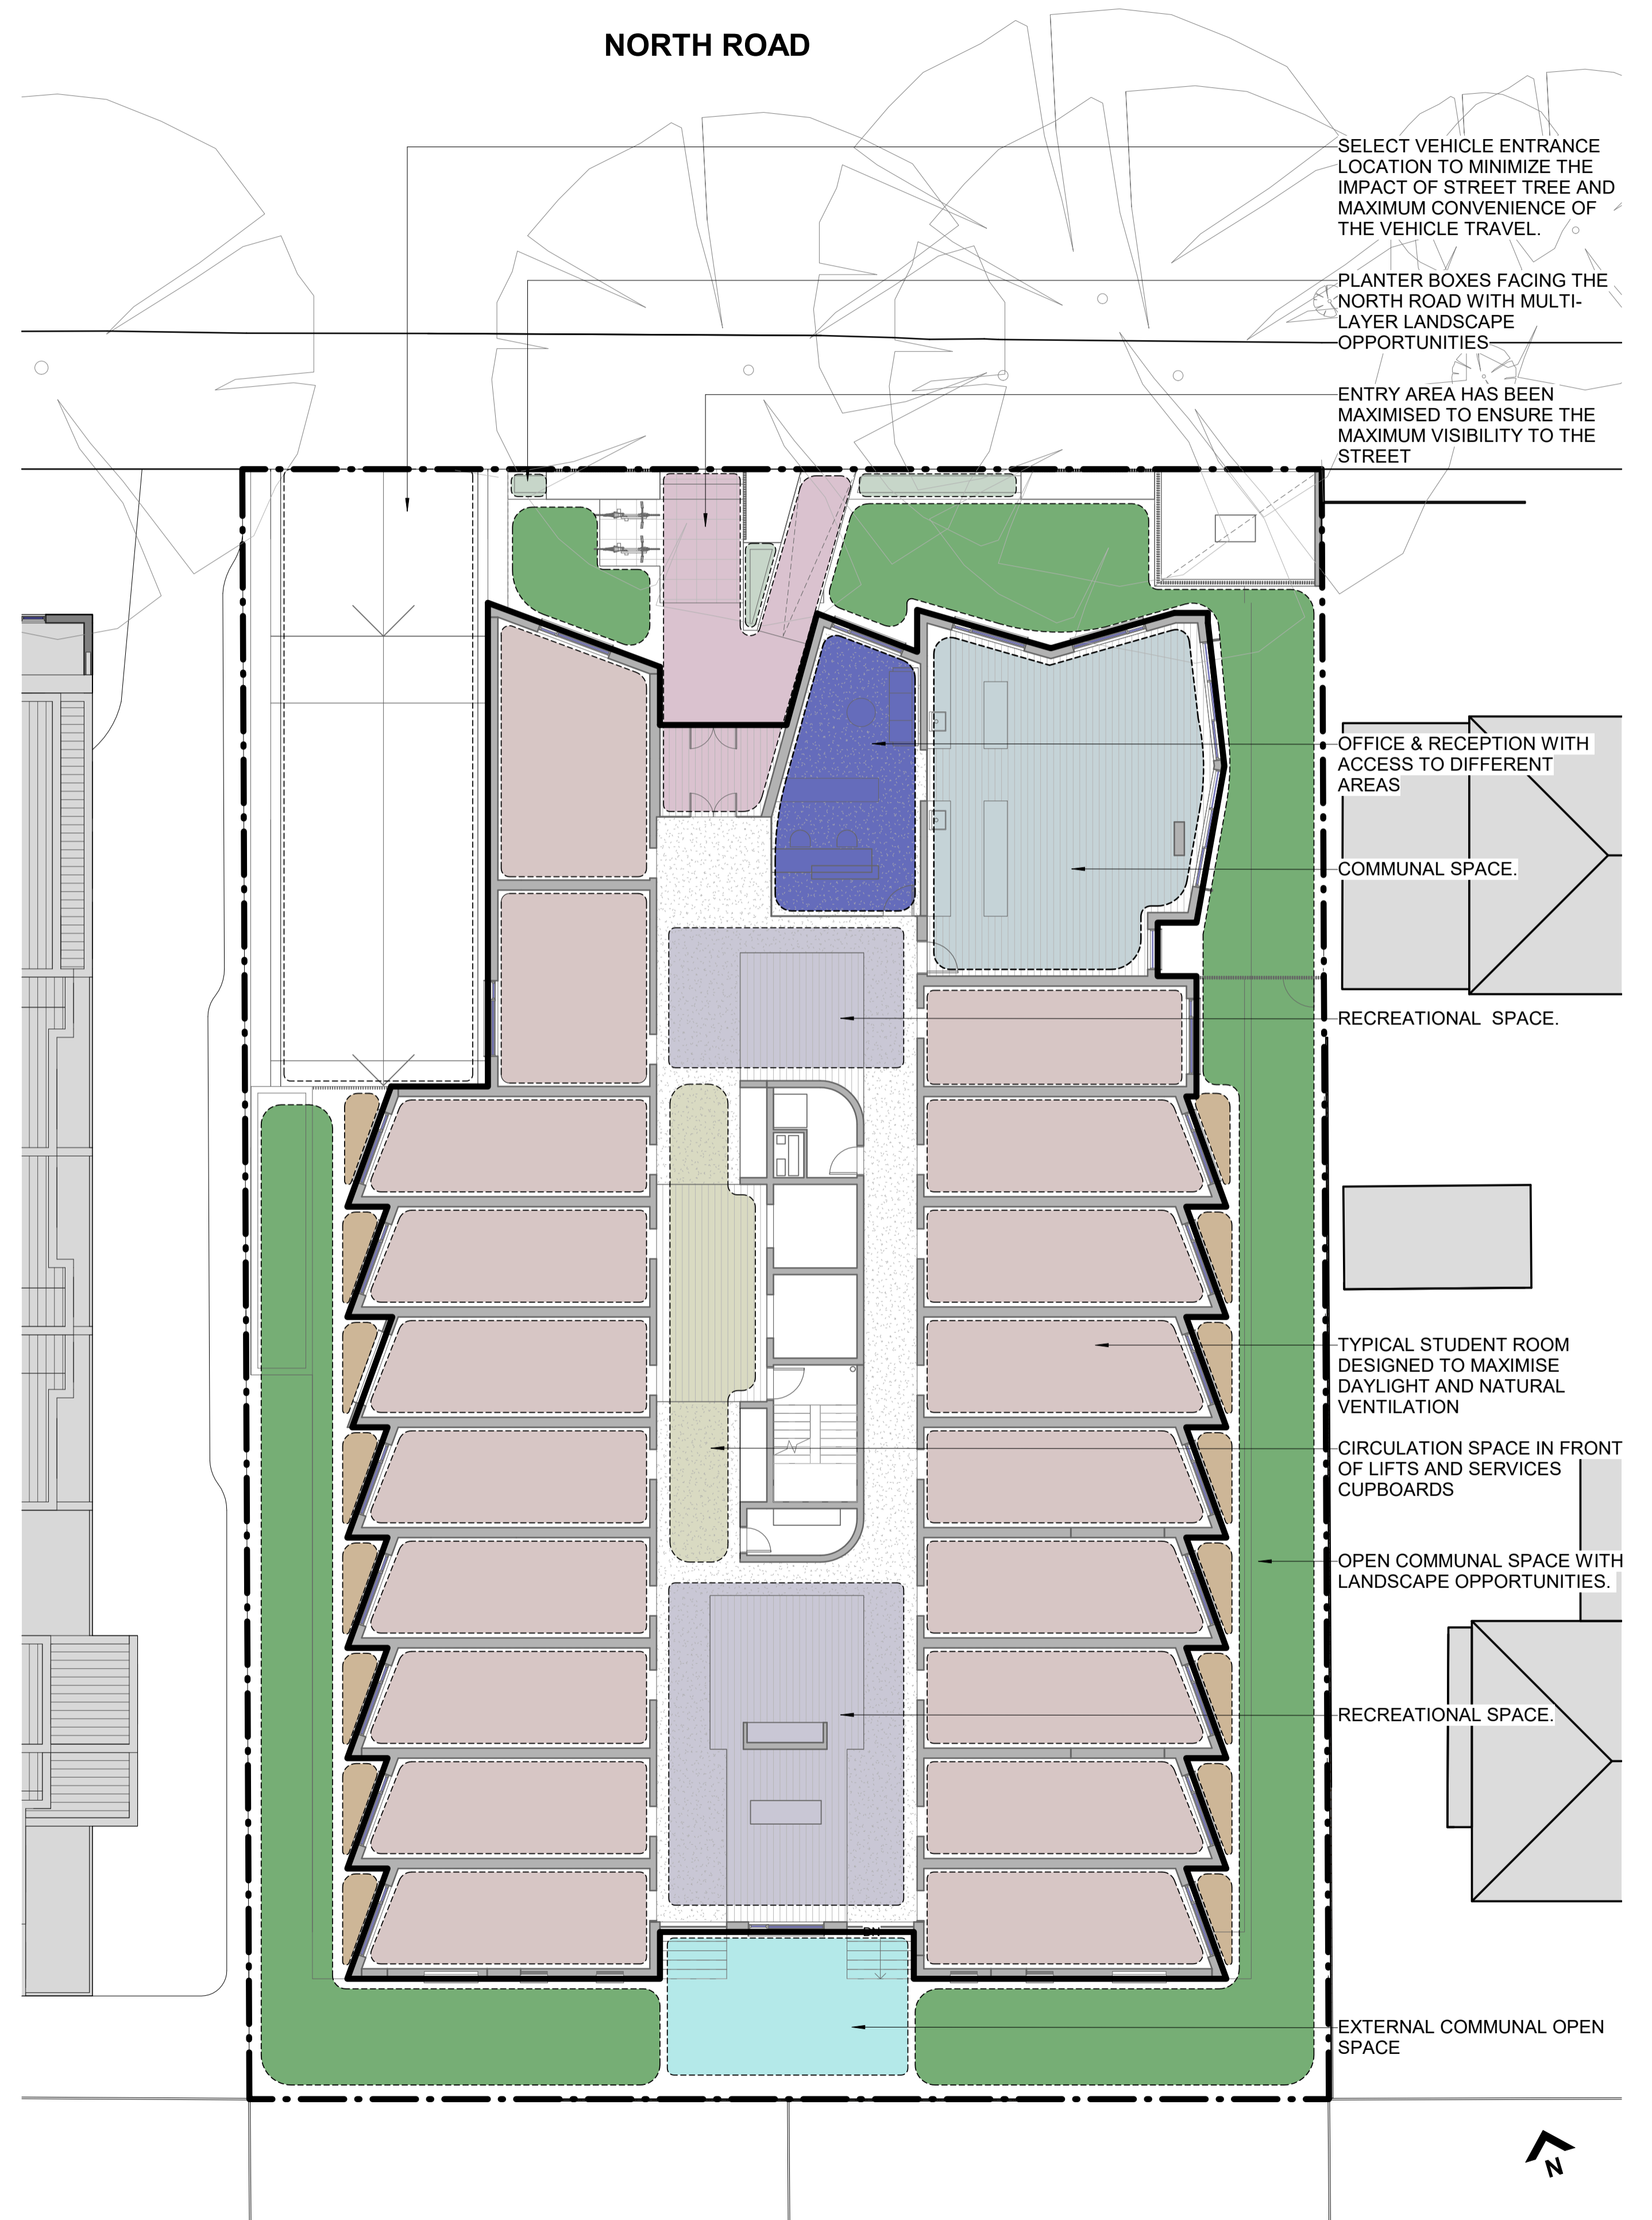 NORTH ROAD
SELECT VEHICLE ENTRANCE
LOCATION TO MINIMIZE THE
IMPACT OF STREET TREE AND
MAXIMUM CONVENIENCE OF
THE VEHICLE TRAVEL.
PLANTER BOXES FACING THE
NORTH ROAD WITH MULTI-
LAYER LANDSCAPE
OPPORTUNITIES
ENTRY AREA HAS BEEN
MAXIMISED TO ENSURE THE
MAXIMUM VISIBILITY TO THE
STREET
OFFICE & RECEPTION WITH
ACCESS TO DIFFERENT
AREAS
COMMUNAL SPACE.
RECREATIONAL SPACE.
TYPICAL STUDENT ROOM
DESIGNED TO MAXIMISE
DAYLIGHT AND NATURAL
VENTILATION
CIRCULATION SPACE IN FRONT
OF LIFTS AND SERVICES
CUPBOARDS
OPEN COMMUNAL SPACE WITH
LANDSCAPE OPPORTUNITIES.
RECREATIONAL SPACE.
EXTERNAL COMMUNAL OPEN
SPACE
N